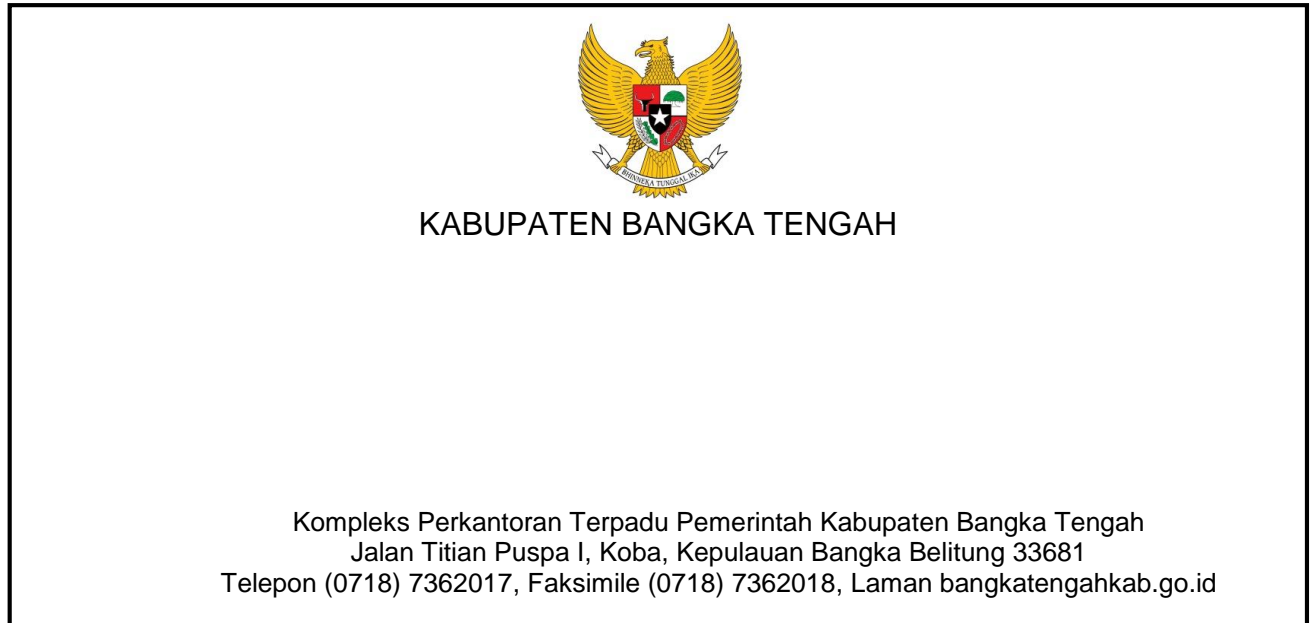 BHINNEKA TUNGGAL IKA
KABUPATEN BANGKA TENGAH
Kompleks Perkantoran Terpadu Pemerintah Kabupaten Bangka Tengah
Jalan Titian Puspa I, Koba, Kepulauan Bangka Belitung 33681
Telepon (0718) 7362017, Faksimile (0718) 7362018, Laman bangkatengahkab.go.id